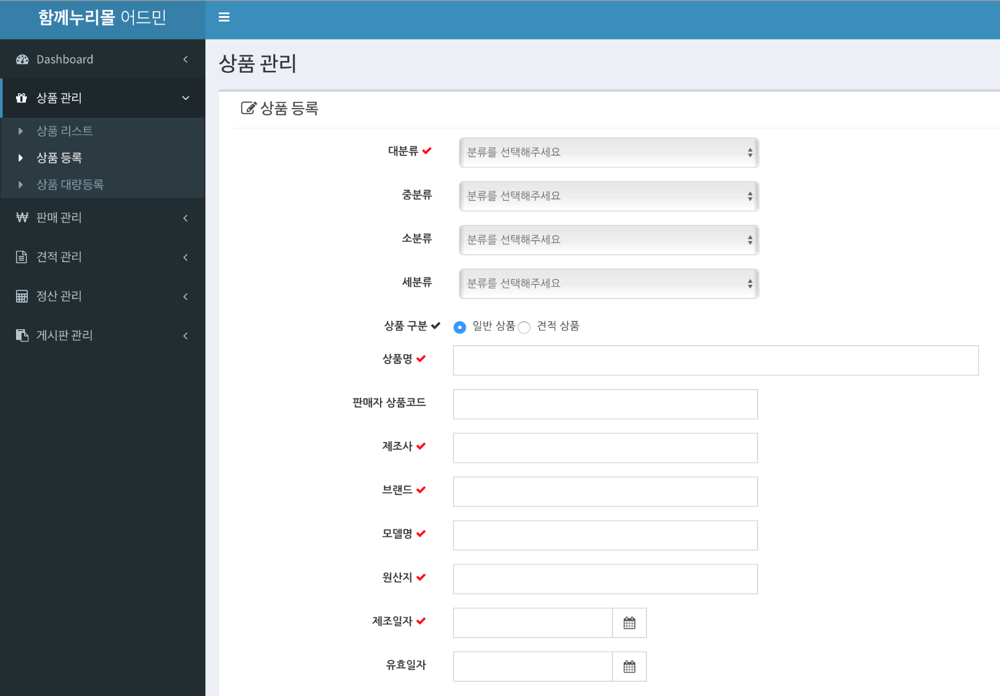 함께누리몰 어드민
Dashboard
상품 관리
상품 리스트
상품 등록
상품 대량등록
판매 관리
견적 관리
정산 관리
게시판 관리
상품 관리
상품 등록
대분류 분류를 선택해주세요
중분류 분류를 선택해주세요
소분류 분류를 선택해주세요
세분류 분류를 선택해주세요
상품 구분 일반 상품 견적 상품
상품명
판매자 상품코드
제조사
브랜드
모델명
원산지
제조일자
유효일자